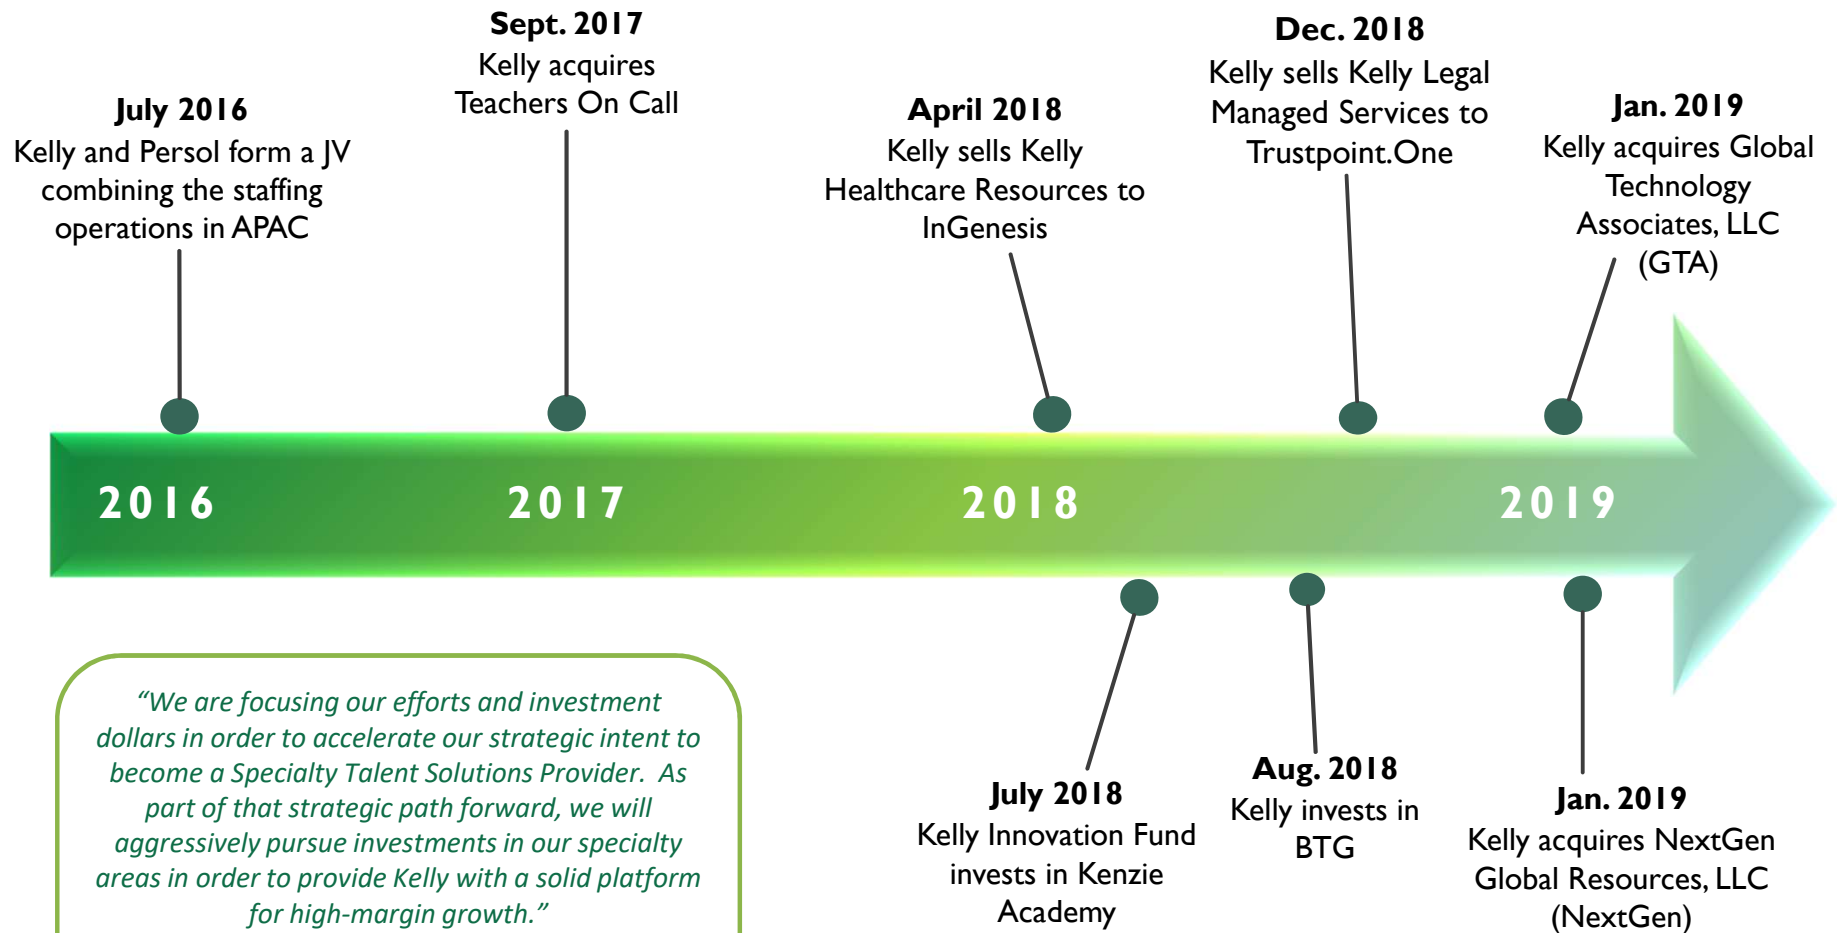 July 2016
Kelly and Persol form a JV
combining the staffing
operations in APAC
Sept. 2017
Kelly acquires
Teachers On Call
April 2018
Kelly sells Kelly
Healthcare Resources to
InGenesis
Dec. 2018
Kelly sells Kelly Legal
Managed Services to
Trustpoint.One
Jan. 2019
Kelly acquires Global
Technology
Associates, LLC
(GTA)
2016
2017
2018
2019
“We are focusing our efforts and investment
dollars in order to accelerate our strategic intent to
become a Specialty Talent Solutions Provider. As
part of that strategic path forward, we will
aggressively pursue investments in our specialty
areas in order to provide Kelly with a solid platform
for high-margin growth.”
July 2018
Kelly Innovation Fund
invests in Kenzie
Academy
Aug. 2018
Kelly invests in
BTG
Jan. 2019
Kelly acquires NextGen
Global Resources, LLC
(NextGen)